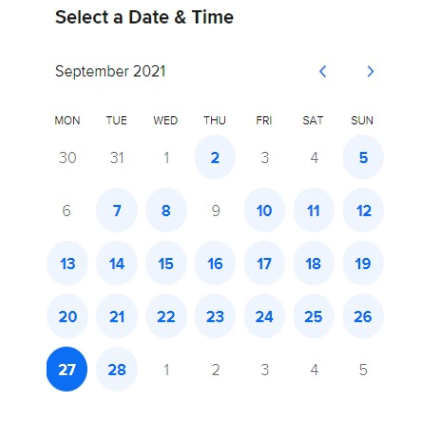 Select a Date & Time
September 2021
MON TUE WED THU FRI SAT SUN
30 31 1 2 3 4 5
6 7 8 9 10 11 12
13 14 15 16 17 18 19
20 21 22 23 24 25 26
27 28 1 2 3 4 5